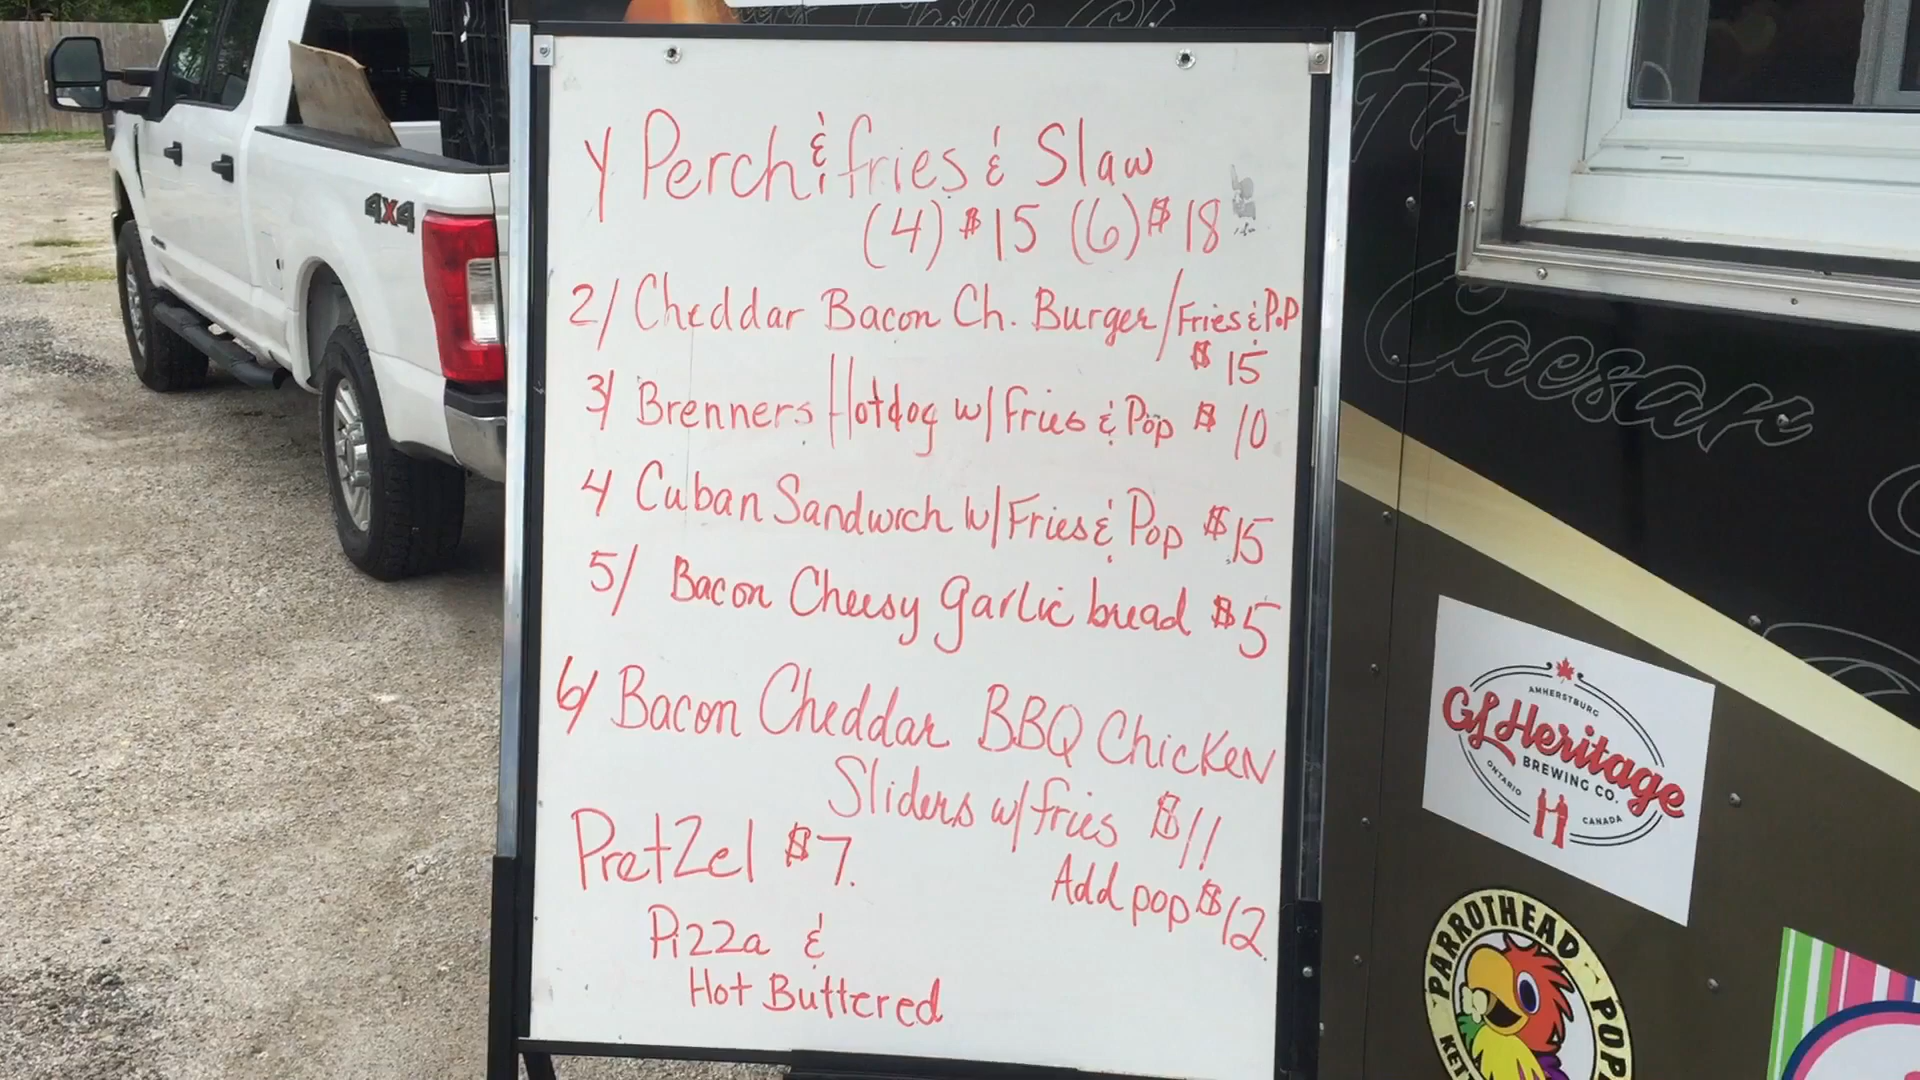 Y Perch & fries & Slaw
(4) $15 (6) $18
2/ Cheddar Bacon Ch. Burger/Fries & PoP
$15
3/ Brenners Hotdog w/ Fries & Pop $10
4 Cuban Sandwich w/ Fries & Pop $15
5/ Bacon Cheesy Garlic bread $5
6/ Bacon Cheddar BBQ Chicken
Sliders w/ fries $11
Add pop $12
PretZel $7.
Pizza &
Hot Buttered
4x4
Caesar
AMHERSTBURG
GL Heritage
BREWING CO.
ONTARIO
CANADA
PARROTHEAD